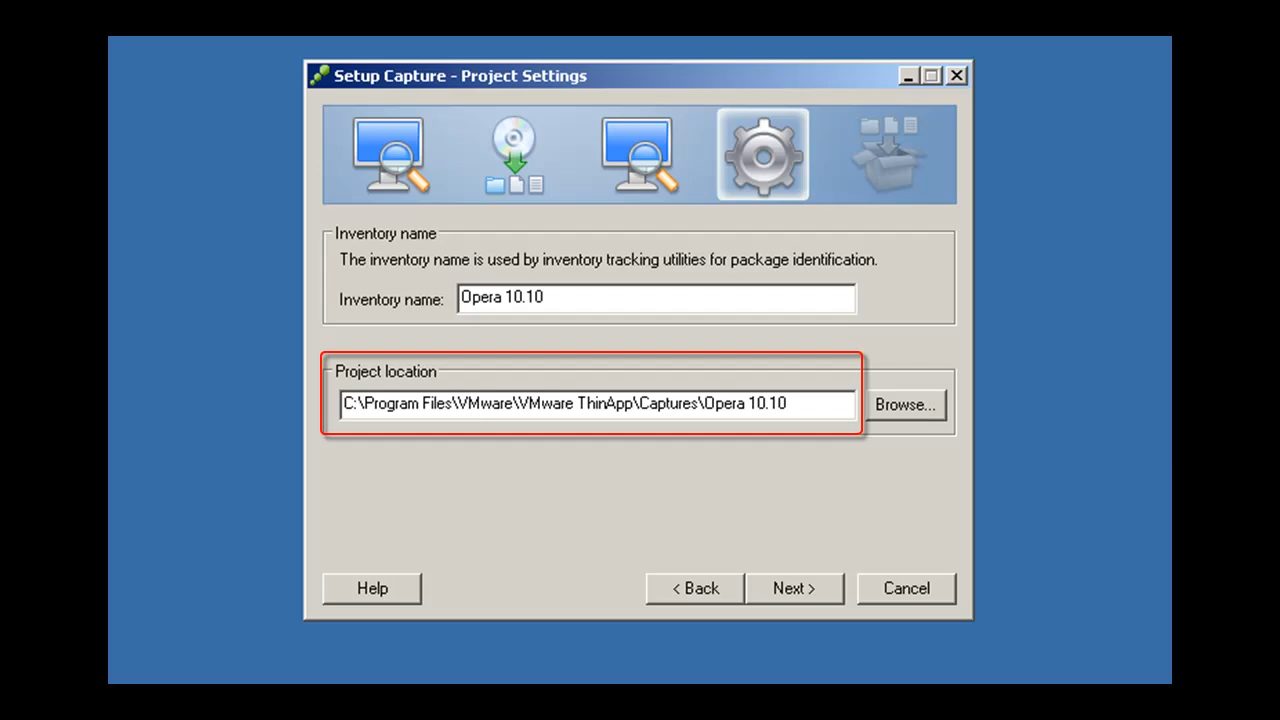 Setup Capture - Project Settings
Inventory name
The inventory name is used by inventory tracking utilities for package identification.
Inventory name: Opera 10.10
Project location
C:\Program Files\VMware\VMware ThinApp\Captures\Opera 10.10 Browse...
Help < Back Next > Cancel